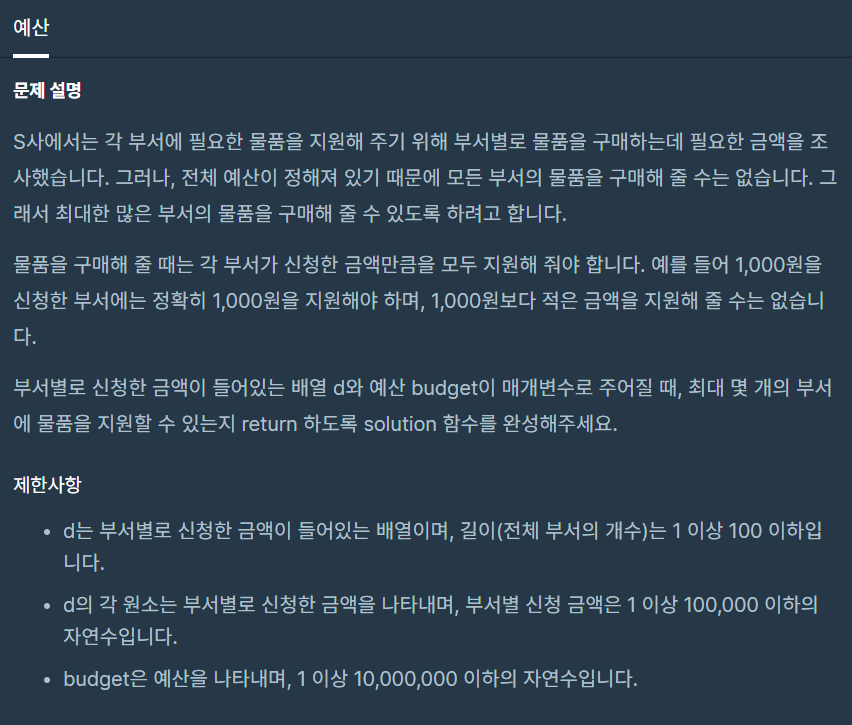 예산
문제 설명
S사에서는 각 부서에 필요한 물품을 지원해 주기 위해 부서별로 물품을 구매하는데 필요한 금액을 조
사했습니다. 그러나, 전체 예산이 정해져 있기 때문에 모든 부서의 물품을 구매해 줄 수는 없습니다. 그
래서 최대한 많은 부서의 물품을 구매해 줄 수 있도록 하려고 합니다.
물품을 구매해 줄 때는 각 부서가 신청한 금액만큼을 모두 지원해 줘야 합니다. 예를 들어 1,000원을
신청한 부서에는 정확히 1,000원을 지원해야 하며, 1,000원보다 적은 금액을 지원해 줄 수는 없습니
다.
부서별로 신청한 금액이 들어있는 배열 d와 예산 budget이 매개변수로 주어질 때, 최대 몇 개의 부서
에 물품을 지원할 수 있는지 return 하도록 solution 함수를 완성해주세요.
제한사항
• d는 부서별로 신청한 금액이 들어있는 배열이며, 길이(전체 부서의 개수)는 1 이상 100 이하입
니다.
• d의 각 원소는 부서별로 신청한 금액을 나타내며, 부서별 신청 금액은 1 이상 100,000 이하의
자연수입니다.
• budget은 예산을 나타내며, 1 이상 10,000,000 이하의 자연수입니다.